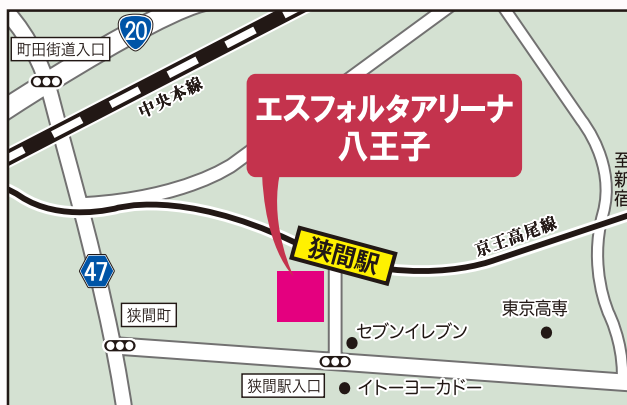 20
町田街道入口
中央本線
エスフォルタアリーナ
八王子
至新宿
狭間駅
京王高尾線
47
狭間町
東京高専
セブンイレブン
狭間駅入口
イトーヨーカドー